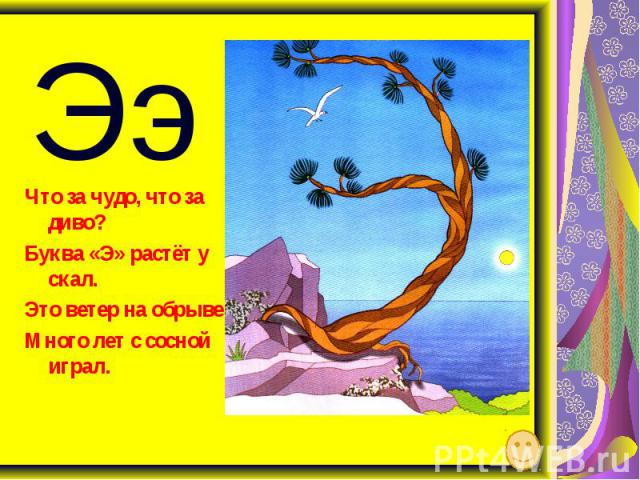 Ээ
Что за чудо, что за
диво?
Буква «Э» растёт у
скал.
Это ветер на обрыве
Много лет с сосной
играл.
PPt4WEB.ru